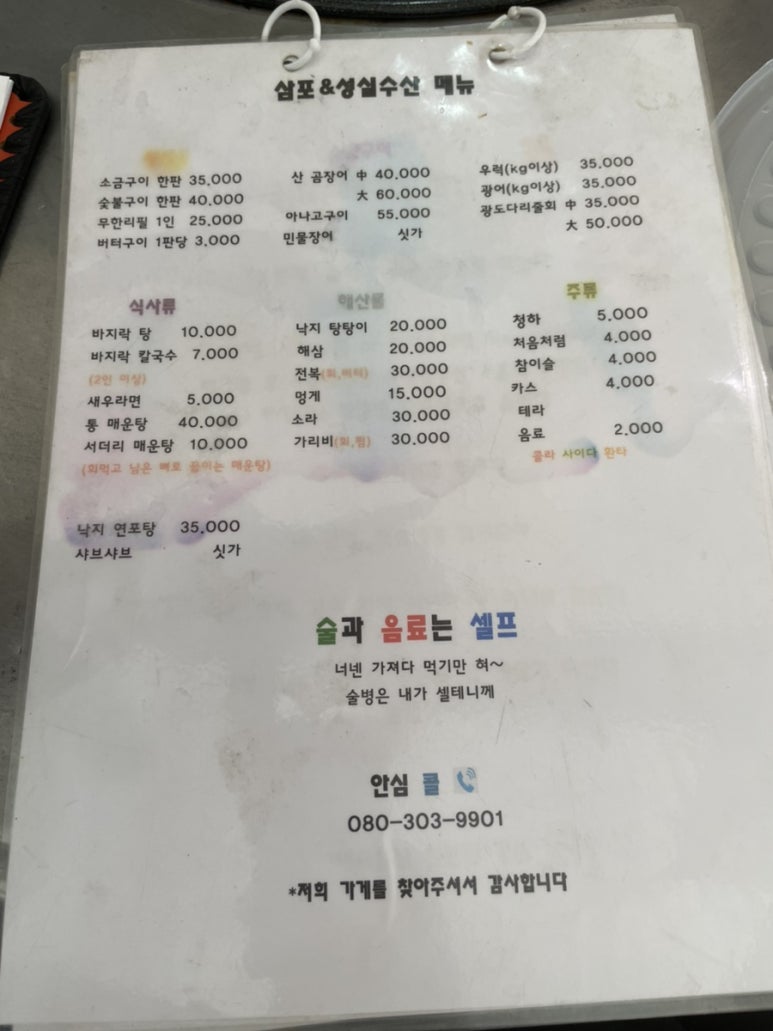 삼포&성실수산 메뉴
소금구이 한판 35,000
숯불구이 한판 40,000
무한리필 1인 25,000
버터구이 1판당 3,000
산 곰장어 中 40,000
大 60,000
아나고구이 55,000
민물장어 싯가
우럭(kg이상) 35,000
광어(kg이상) 35,000
광도다리줄회 中 35,000
大 50,000
식사류
바지락 탕 10,000
바지락 칼국수 7,000
(2인 이상)
새우라면 5,000
통 매운탕 40,000
서더리 매운탕 10,000
(회먹고 남은 뼈로 끓이는 매운탕)
낙지 연포탕 35,000
샤브샤브 싯가
해산물
낙지 탕탕이 20,000
해삼 20,000
전복(회,버터) 30,000
멍게 15,000
소라 30,000
가리비(회,찜) 30,000
주류
청하 5,000
처음처럼 4,000
참이슬 4,000
카스 4,000
테라
음료 2,000
콜라 사이다 환타
술과 음료는 셀프
너넨 가져다 먹기만 혀~
술병은 내가 셀테니께
안심 콜
080-303-9901
*저희 가게를 찾아주셔서 감사합니다